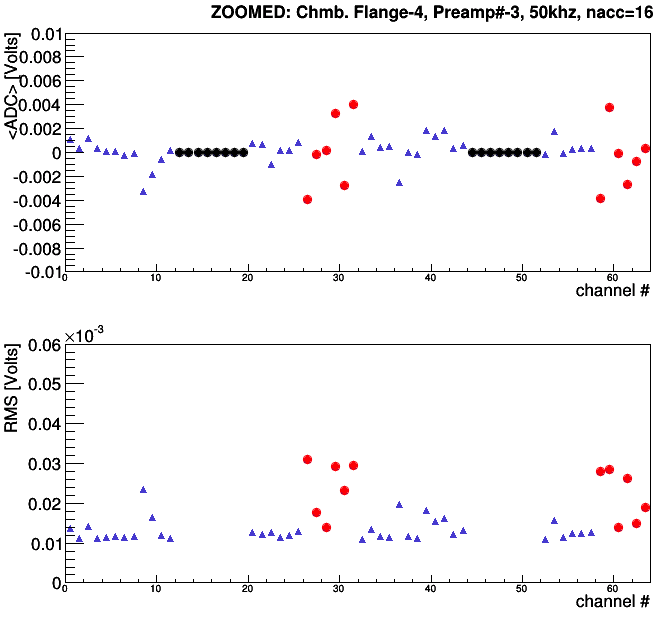 ZOOMED: Chmb. Flange-4, Preamp#-3, 50khz, nacc=16
<ADC> [Volts]
0.01
0.008
0.006
0.004
0.002
0
-0.002
-0.004
-0.006
-0.008
-0.01
0 10 20 30 40 50 60
channel #
×10-3
RMS [Volts]
0.06
0.05
0.04
0.03
0.02
0.01
0
0 10 20 30 40 50 60
channel #